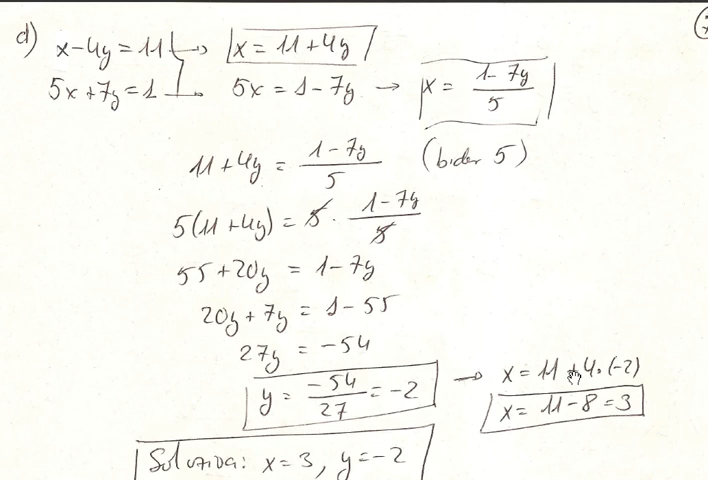 d) x-4y=11 → x = 11+4y
5x+7y=1 → 5x = 1-7y → x = (1-7y)/5
11+4y = (1-7y)/5 (bider 5)
5(11+4y) = 5 · (1-7y)/5
55+20y = 1-7y
20y+7y = 1-55
27y = -54
y = -54/27 = -2 → x = 11+4·(-2)
x = 11-8=3
Soluzioa: x=3, y=-2